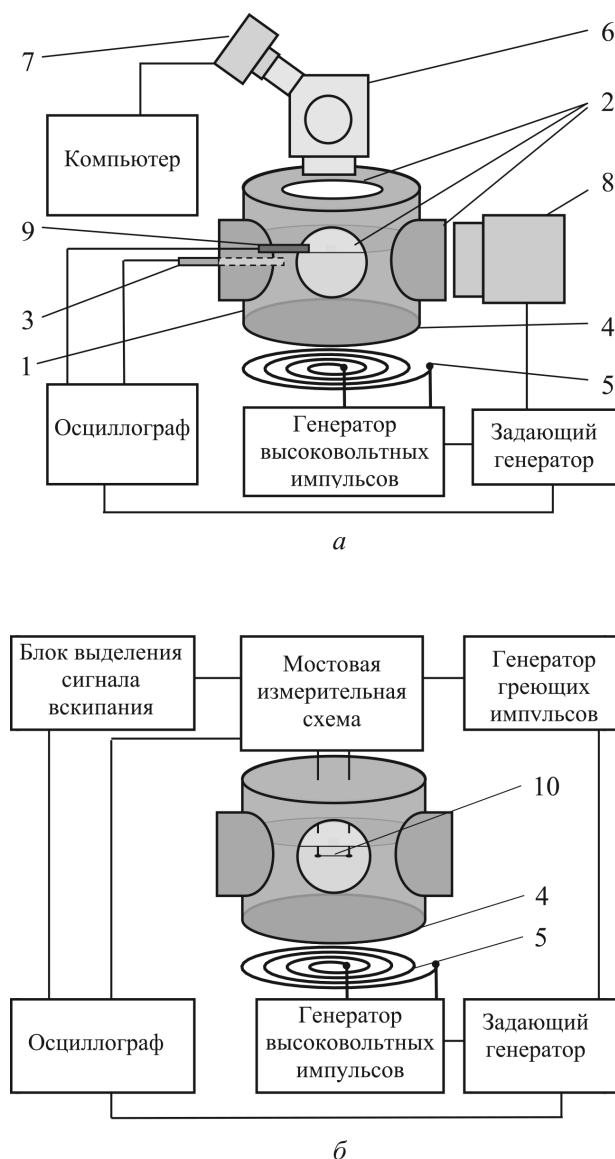 7
6
2
Компьютер
8
9
3
4
1
5
Осциллограф
Генератор
высоковольтных
импульсов
Задающий
генератор
а
Блок выделения
сигнала
вскипания
Мостовая
измерительная
схема
Генератор
греющих
импульсов
10
4
5
Осциллограф
Генератор
высоковольтных
импульсов
Задающий
генератор
б